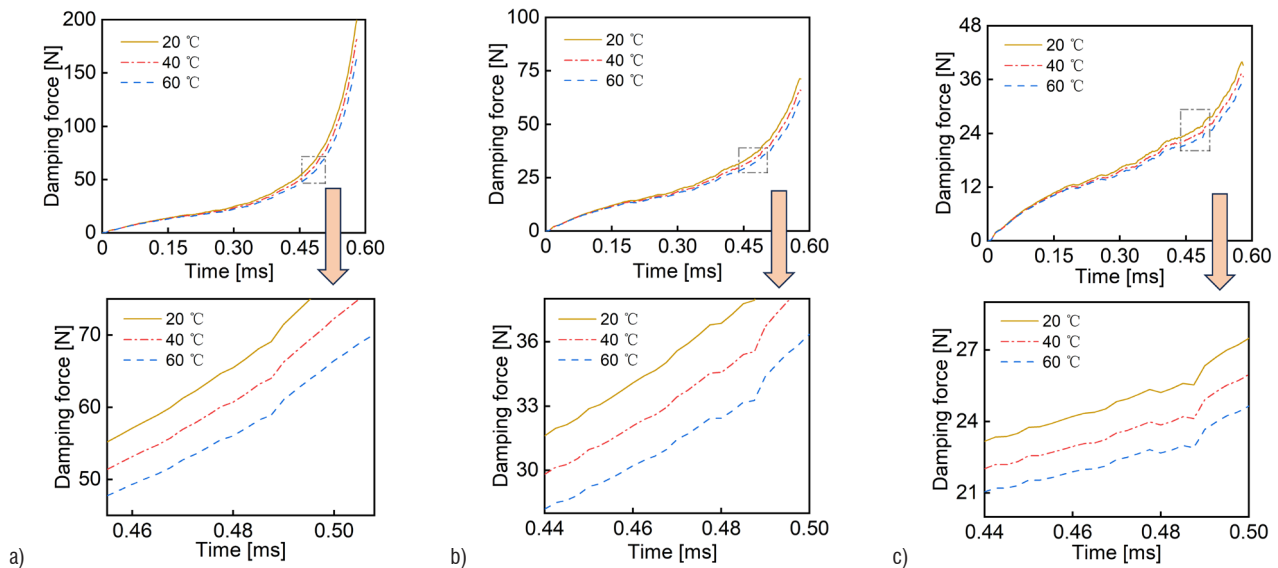 200
150
100
50
0
Damping force [N]
20 ℃
40 ℃
60 ℃
0 0.15 0.30 0.45 0.60
Time [ms]
100
75
50
25
0
Damping force [N]
20 ℃
40 ℃
60 ℃
0 0.15 0.30 0.45 0.60
Time [ms]
48
36
24
12
0
Damping force [N]
20 ℃
40 ℃
60 ℃
0 0.15 0.30 0.45 0.60
Time [ms]
70
60
50
Damping force [N]
20 ℃
40 ℃
60 ℃
0.46 0.48 0.50
Time [ms]
a)
36
33
30
Damping force [N]
20 ℃
40 ℃
60 ℃
0.44 0.46 0.48 0.50
Time [ms]
b)
27
24
21
Damping force [N]
20 ℃
40 ℃
60 ℃
0.44 0.46 0.48 0.50
Time [ms]
c)